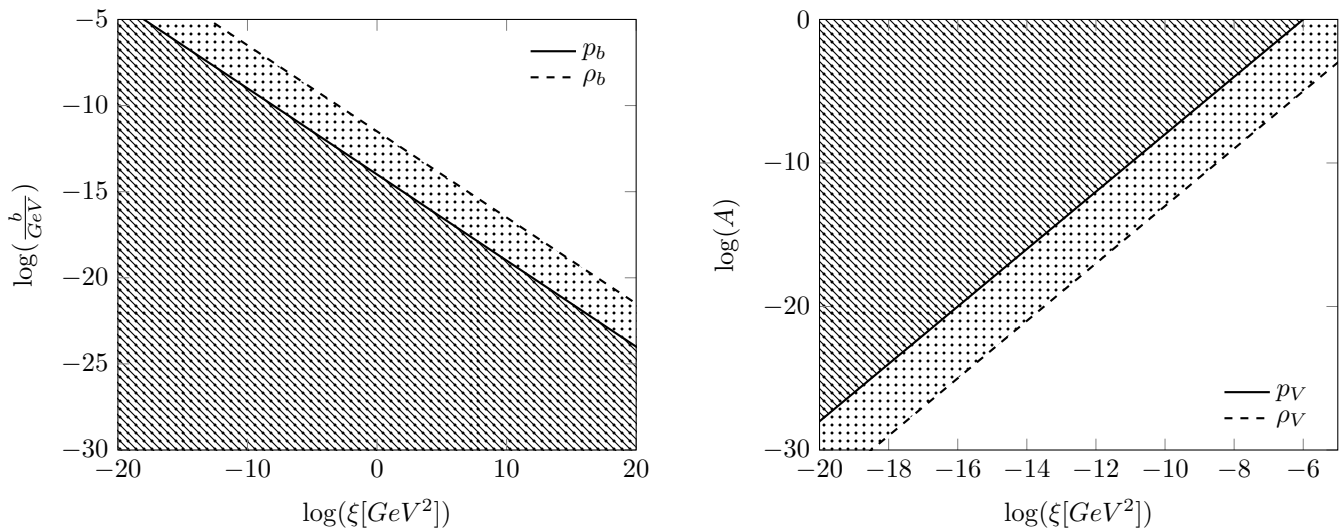 −5
−10
−15
−20
−25
−30
−20
−10
0
10
20
log(b/GeV)
log(ξ[GeV²])
p_b
ρ_b
0
−10
−20
−30
−20
−18
−16
−14
−12
−10
−8
−6
log(A)
log(ξ[GeV²])
p_V
ρ_V